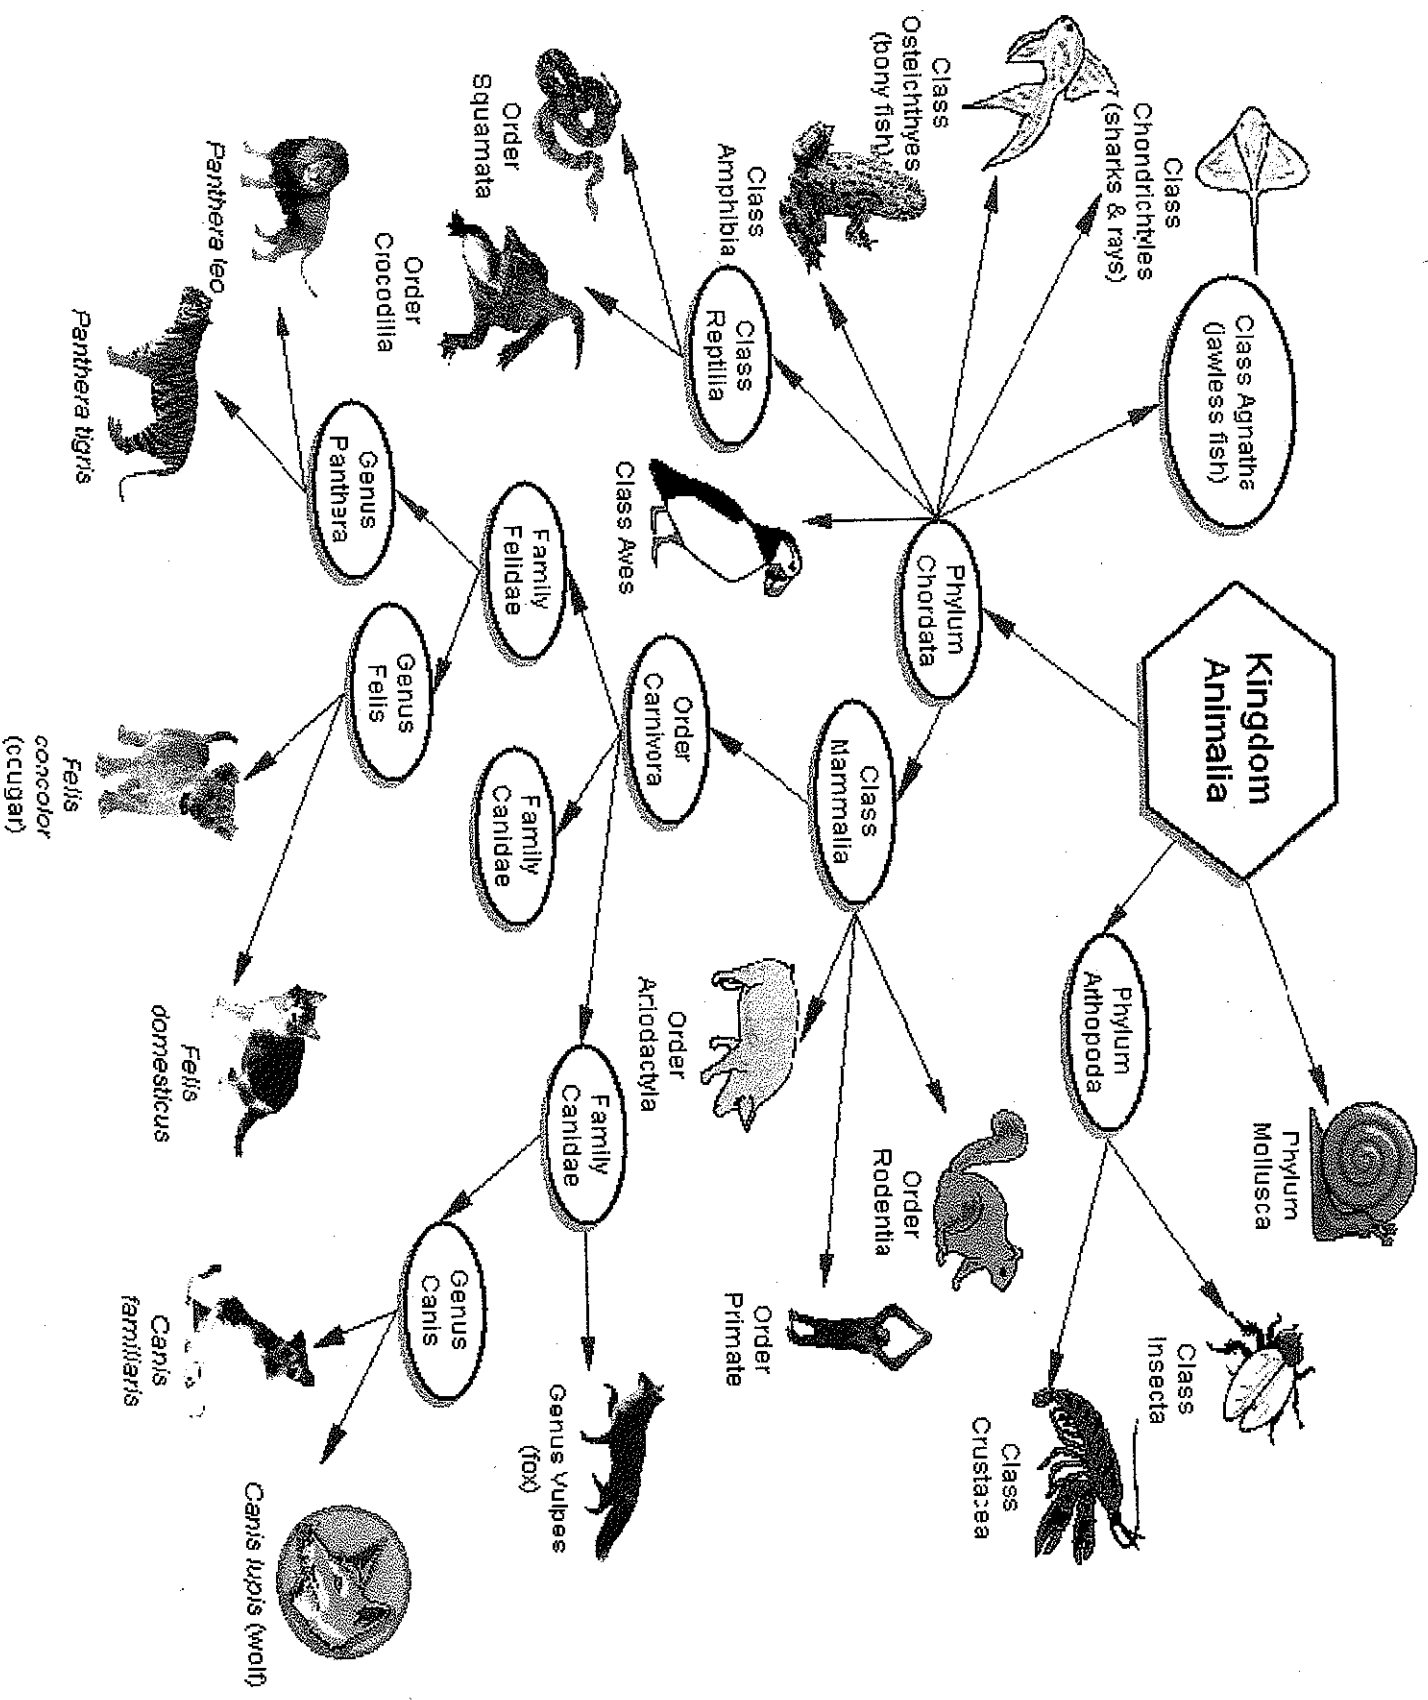 Kingdom
Animalia
Phylum
Mollusca
Phylum
Arthopoda
Class
Insecta
Class
Crustacea
Phylum
Chordata
Class Agnatha
(jawless fish)
Class
Chondrichtyles
(sharks & rays)
Class
Osteichthyes
(bony fish)
Class
Amphibia
Class
Reptilia
Order
Squamata
Order
Crocodilia
Class Aves
Class
Mammalia
Order
Rodentia
Order
Primate
Order
Artiodactyla
Order
Carnivora
Family
Felidae
Family
Canidae
Family
Canidae
Genus
Panthera
Panthera leo
Panthera tigris
Genus
Felis
Felis
concolor
(cougar)
Felis
domesticus
Genus Vulpes
(fox)
Genus
Canis
Canis
familiaris
Canis lupis (wolf)